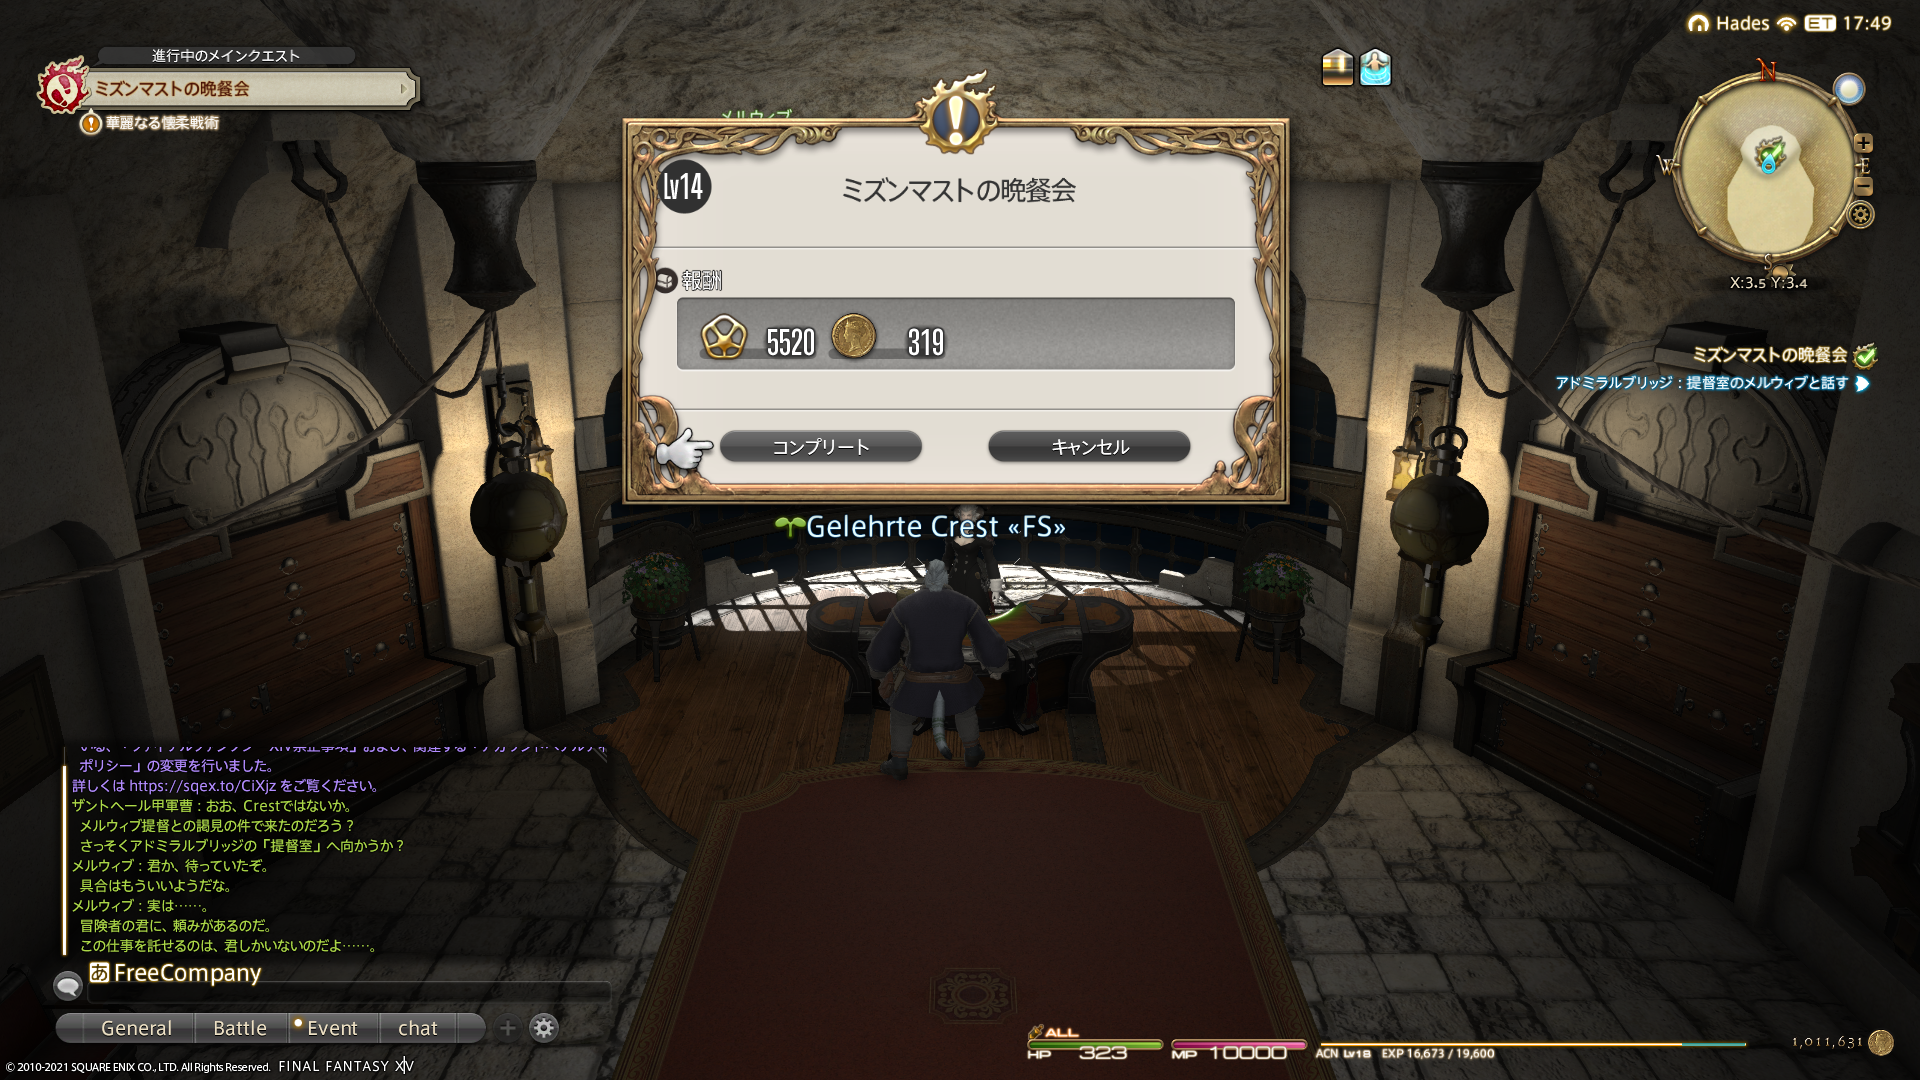 進行中のメインクエスト
ミズンマストの晩餐会
華麗なる懐柔戦術
Hades ET 17:49
N
W
E
S
X:3.5 Y:3.4
ミズンマストの晩餐会
アドミラルブリッジ：提督室のメルウィブと話す
メルウィブ
Lv14
ミズンマストの晩餐会
報酬
5520 319
コンプリート
キャンセル
Gelehrte Crest «FS»
ポリシー」の変更を行いました。
詳しくは https://sqex.to/CiXjz をご覧ください。
ザントヘール甲軍曹：おお、Crestではないか。
メルウィブ提督との謁見の件で来たのだろう？
さっそくアドミラルブリッジの「提督室」へ向かうか？
メルウィブ：君か、待っていたぞ。
具合はもういいようだな。
メルウィブ：実は……。
冒険者の君に、頼みがあるのだ。
この仕事を託せるのは、君しかいないのだよ……。
あ FreeCompany
General Battle Event chat
ALL
HP 323 MP 10000 ACN Lv18 EXP 16,673 / 19,600
1,011,631
© 2010-2021 SQUARE ENIX CO., LTD. All Rights Reserved. FINAL FANTASY XIV